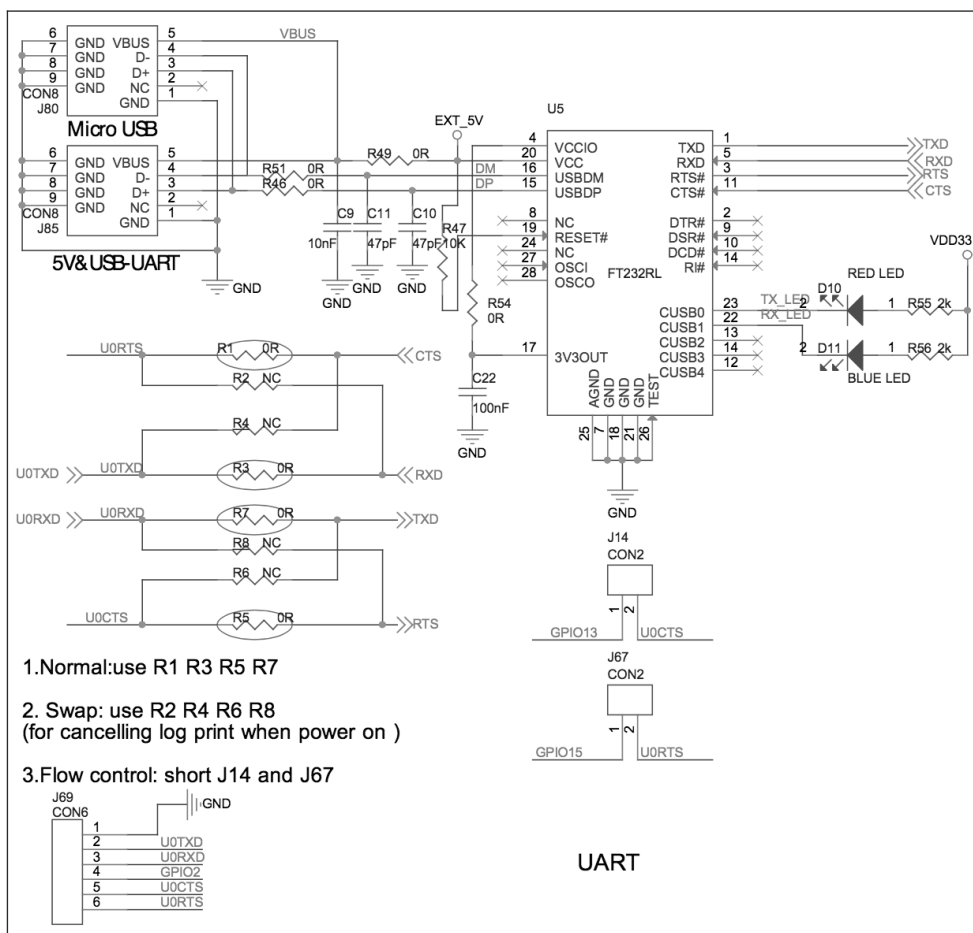 6 GND VBUS 5 VBUS
7 GND D- 4
8 GND D+ 3
9 GND NC 2
CON8 GND 1
J80
Micro USB
6 GND VBUS 5
7 GND D- 4
8 GND D+ 3
9 GND NC 2
CON8 GND 1
J85
5V&USB-UART
GND
R49 0R
R51 0R
R46 0R
DM
DP
EXT_5V
C9
10nF
C11
47pF
C10
47pF
R47
10K
GND
GND
GND
R54
0R
C22
100nF
GND
U5
4 VCCIO TXD 1 TXD
20 VCC RXD 5 RXD
16 USBDM RTS# 3 RTS
15 USBDP CTS# 11 CTS
8 NC DTR# 2
19 RESET# DSR# 9
24 NC DCD# 10
27 OSCI RI# 14
28 OSCO
FT232RL
CUSB0 23 TX_LED
CUSB1 22 RX_LED
CUSB2 13
CUSB3 14
CUSB4 12
17 3V3OUT
AGND GND GND GND TEST
25 7 18 21 26
GND
VDD33
RED LED
2 D10 1 R55 2k
2 D11 1 R56 2k
BLUE LED
U0RTS R1 0R CTS
R2 NC
R4 NC
U0TXD U0TXD R3 0R RXD
U0RXD U0RXD R7 0R TXD
R8 NC
R6 NC
U0CTS R5 0R RTS
J14
CON2
1 2
GPIO13 U0CTS
J67
CON2
1 2
GPIO15 U0RTS
1.Normal:use R1 R3 R5 R7
2. Swap: use R2 R4 R6 R8
(for cancelling log print when power on )
3.Flow control: short J14 and J67
J69
CON6
GND
1
2 U0TXD
3 U0RXD
4 GPIO2
5 U0CTS
6 U0RTS
UART